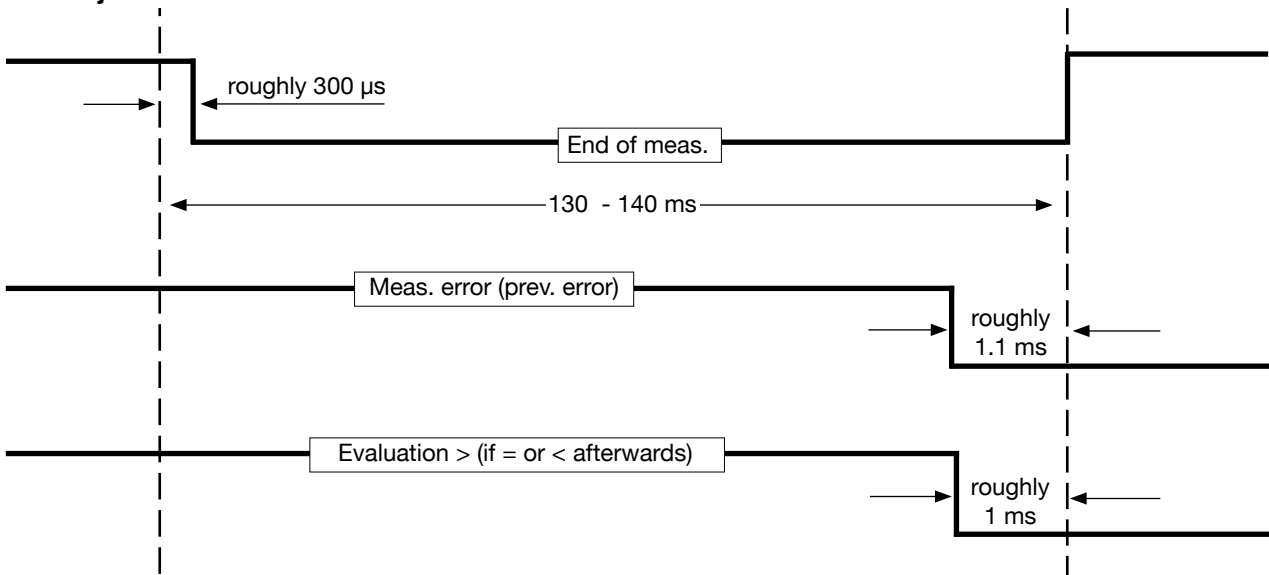 roughly 300 µs
End of meas.
130 - 140 ms
Meas. error (prev. error)
roughly
1.1 ms
Evaluation > (if = or < afterwards)
roughly
1 ms